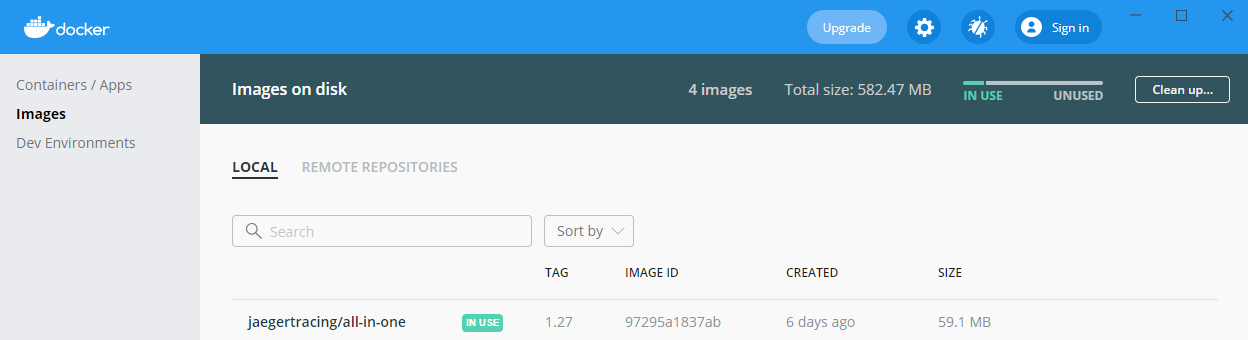 docker
Upgrade
Sign in
Containers / Apps
Images
Dev Environments
Images on disk
4 images
Total size: 582.47 MB
IN USE
UNUSED
Clean up...
LOCAL
REMOTE REPOSITORIES
Search
Sort by
TAG IMAGE ID CREATED SIZE
jaegertracing/all-in-one IN USE 1.27 97295a1837ab 6 days ago 59.1 MB